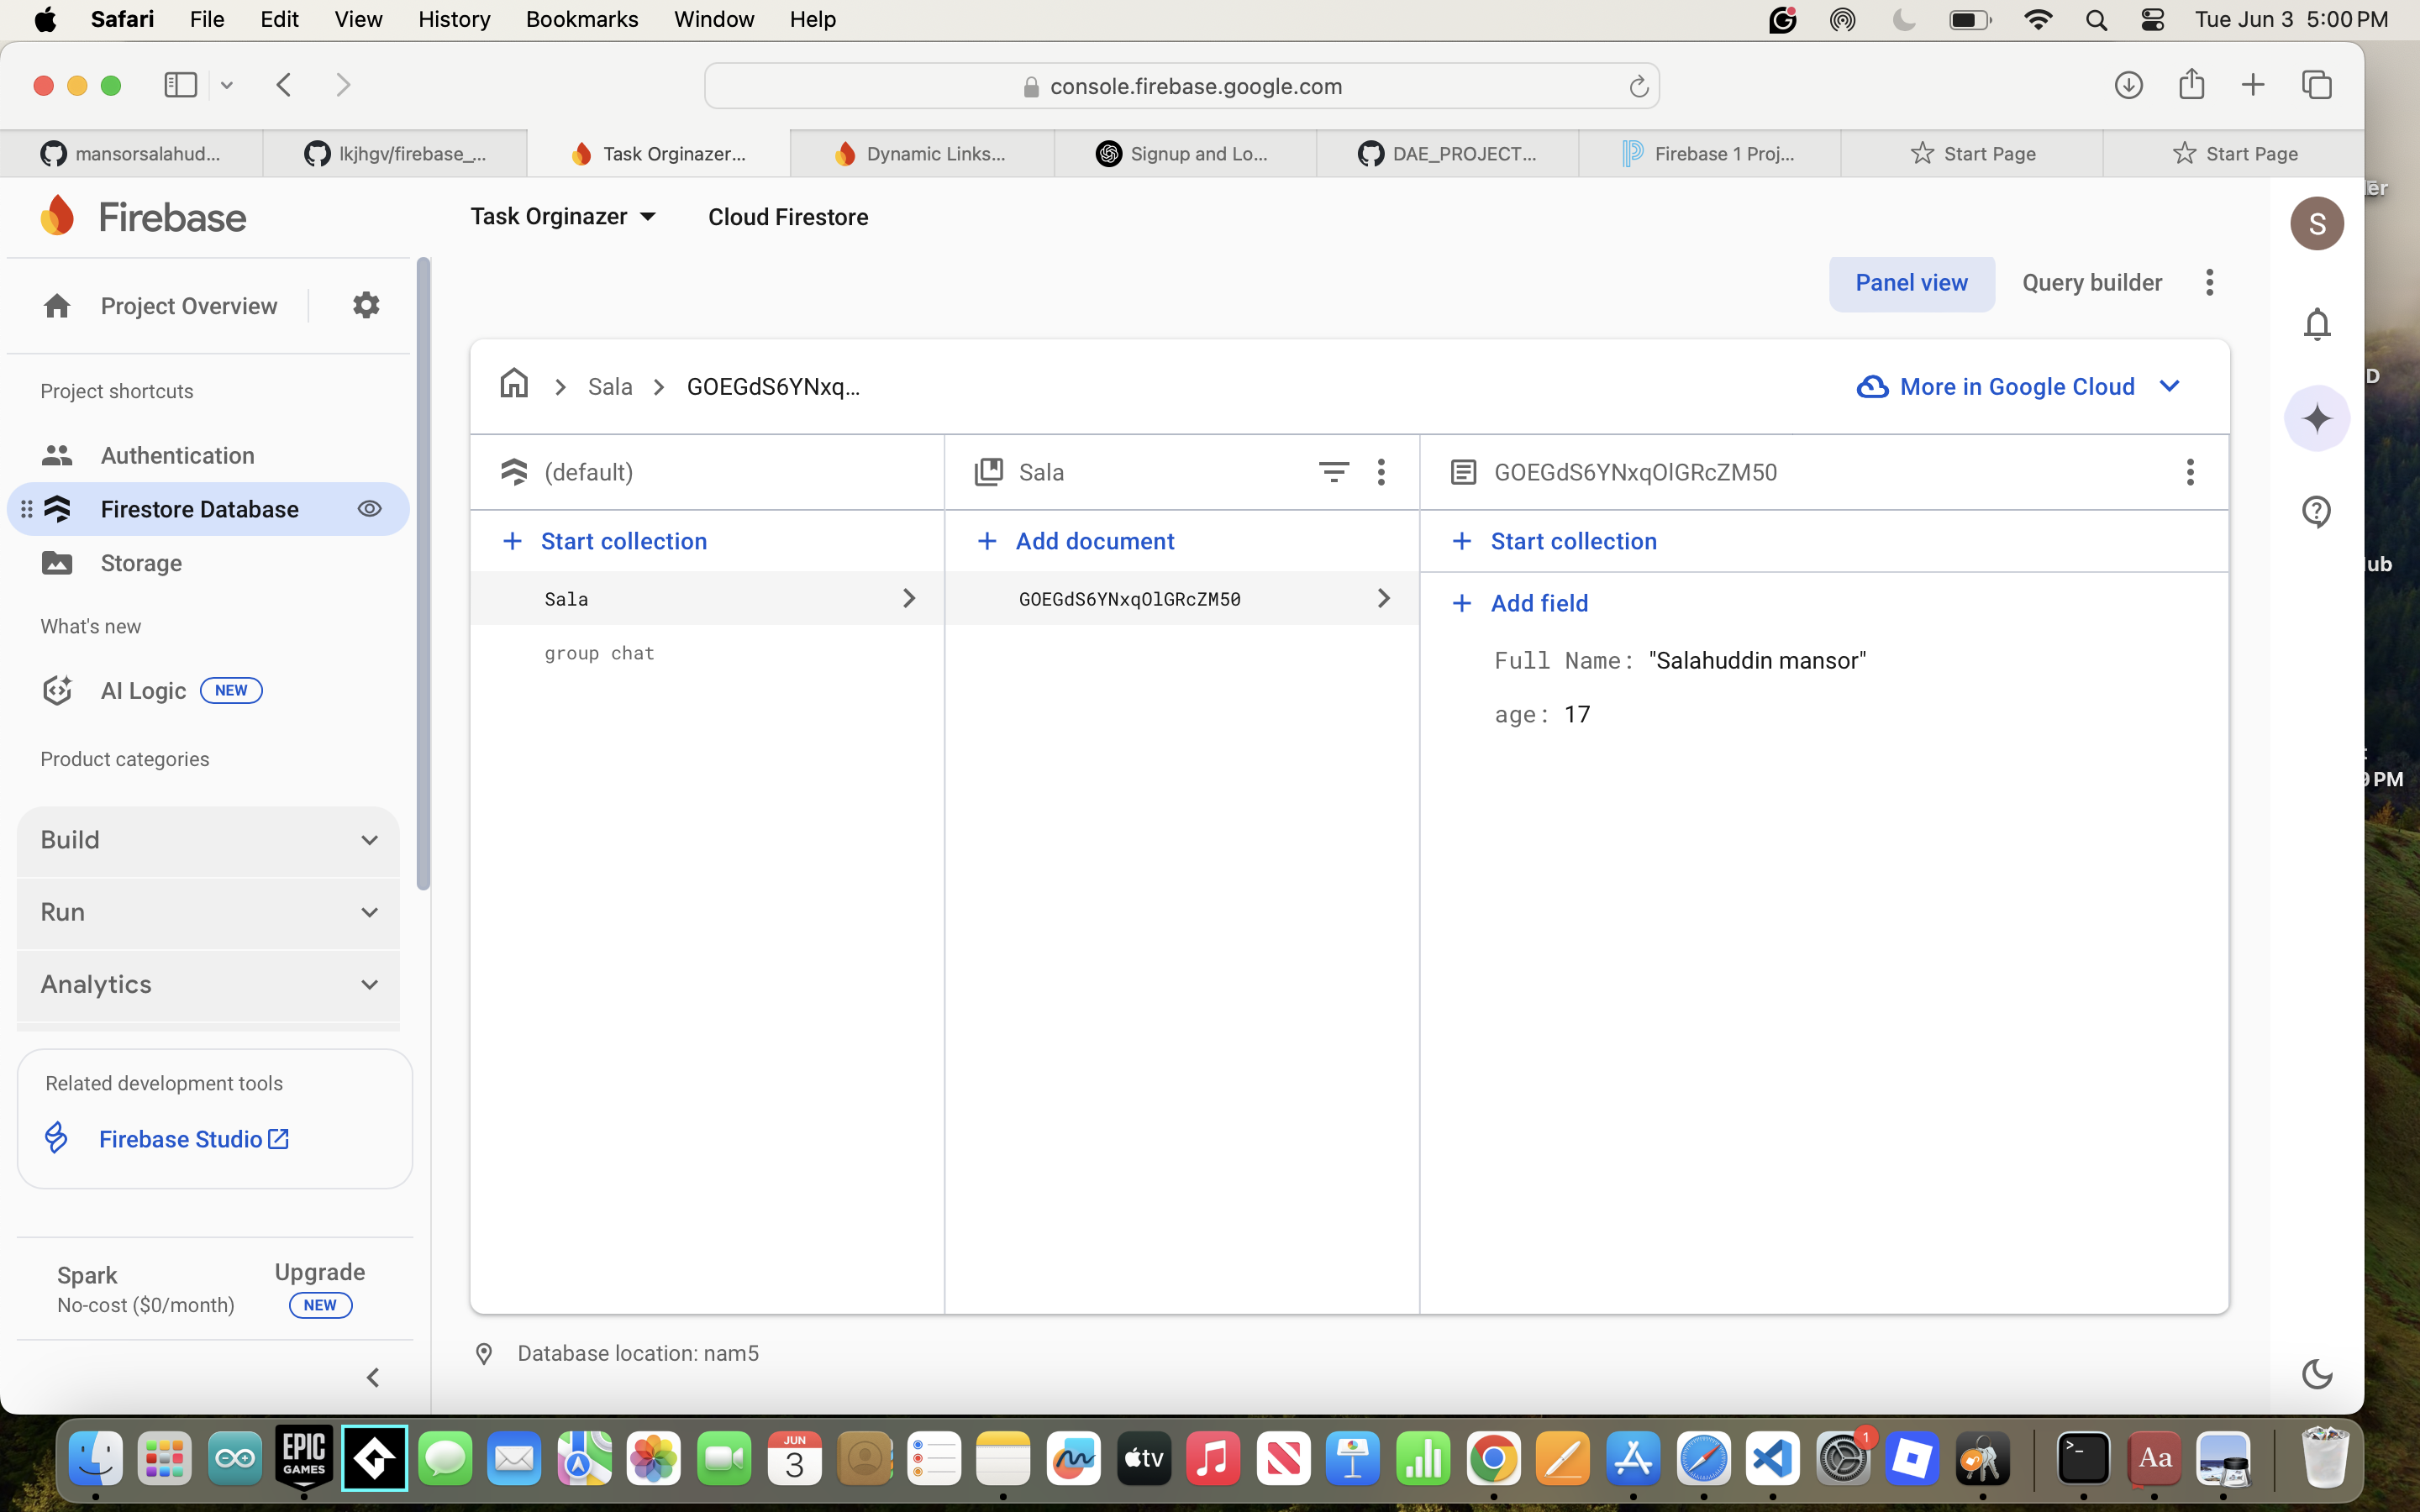 Safari File Edit View History Bookmarks Window Help Tue Jun 3 5:00 PM
console.firebase.google.com
mansorsalahud... lkjhgv/firebase_... Task Orginazer... Dynamic Links... Signup and Lo... DAE_PROJECT... Firebase 1 Proj... Start Page Start Page
Firebase
Task Orginazer Cloud Firestore
S
Panel view Query builder
Project Overview
Project shortcuts
Authentication
Firestore Database
Storage
What's new
AI Logic NEW
Product categories
Build
Run
Analytics
Related development tools
Firebase Studio
Spark
No-cost ($0/month)
Upgrade
NEW
Sala GOEGdS6YNxq...
More in Google Cloud
(default)
Start collection
Sala
group chat
Sala
Add document
GOEGdS6YNxqOlGRcZM50
GOEGdS6YNxqOlGRcZM50
Start collection
Add field
Full Name: "Salahuddin mansor"
age: 17
Database location: nam5
D
PM
EPIC
GAMES
JUN
3
tv
1
Aa